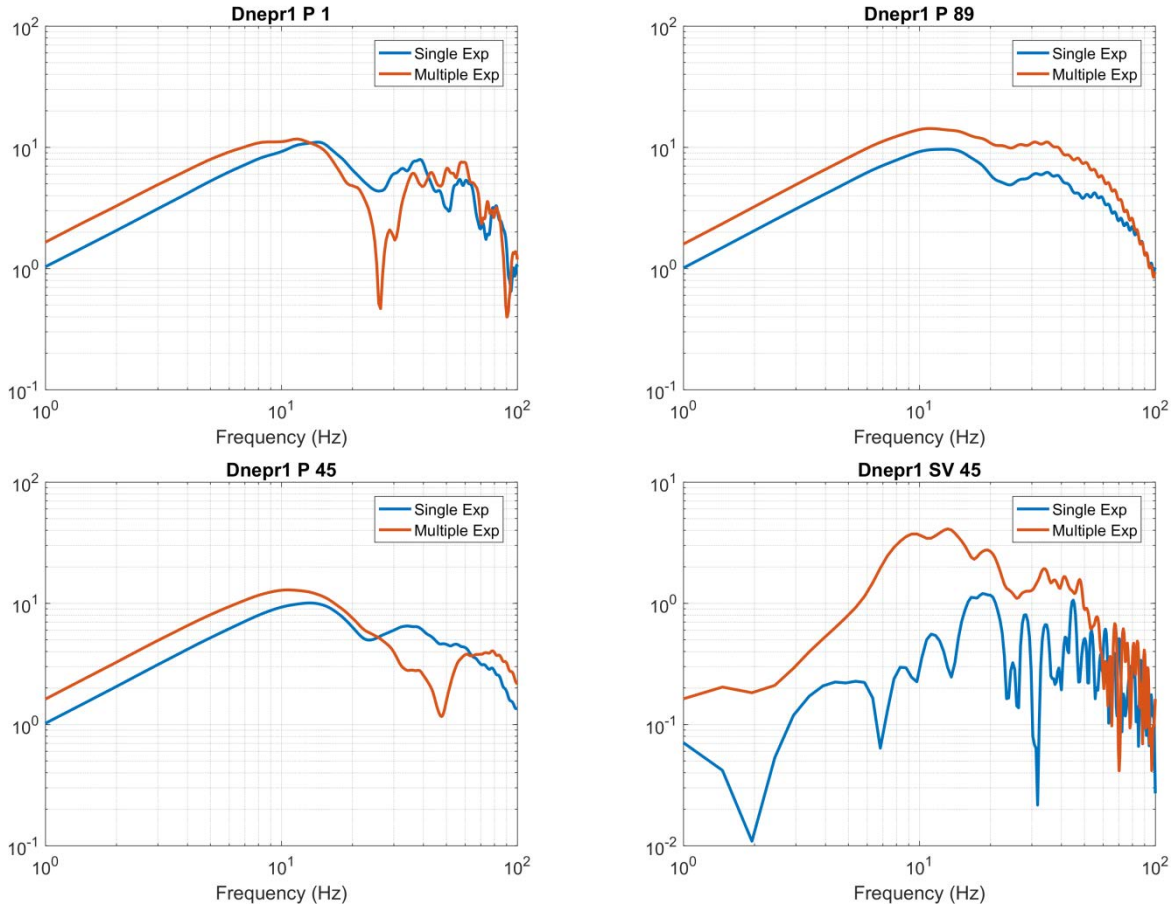 Dnepr1 P 1
10^2
10^1
10^0
10^-1
10^0
10^1
10^2
Single Exp
Multiple Exp
Frequency (Hz)
Dnepr1 P 89
10^2
10^1
10^0
10^-1
10^0
10^1
10^2
Single Exp
Multiple Exp
Frequency (Hz)
Dnepr1 P 45
10^2
10^1
10^0
10^-1
10^0
10^1
10^2
Single Exp
Multiple Exp
Frequency (Hz)
Dnepr1 SV 45
10^1
10^0
10^-1
10^-2
10^0
10^1
10^2
Single Exp
Multiple Exp
Frequency (Hz)